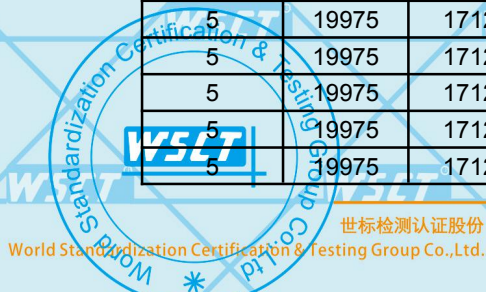 5 19975 1712
5 19975 1712
5 19975 1712
5 19975 1712
5 19975 1712
World Standardization Certification & Testing Group Co.,Ltd.
WSCT
WSCT
WSCT
世标检测认证股份
World Standardization Certification & Testing Group Co.,Ltd.